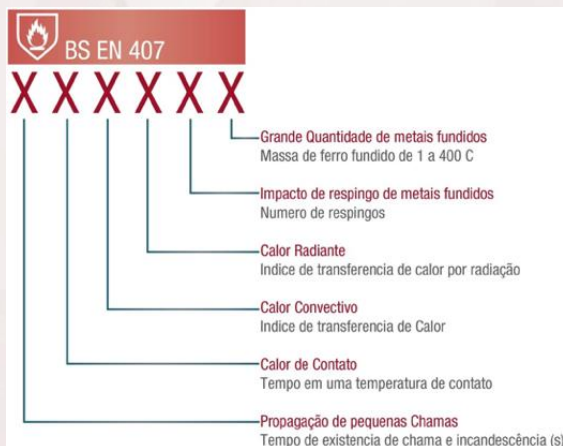 BS EN 407
X X X X X X
Grande Quantidade de metais fundidos
Massa de ferro fundido de 1 a 400 C
Impacto de respingo de metais fundidos
Numero de respingos
Calor Radiante
Indice de transferencia de calor por radiação
Calor Convectivo
Indice de transferencia de Calor
Calor de Contato
Tempo em uma temperatura de contato
Propagação de pequenas Chamas
Tempo de existencia de chama e incandescência (s)